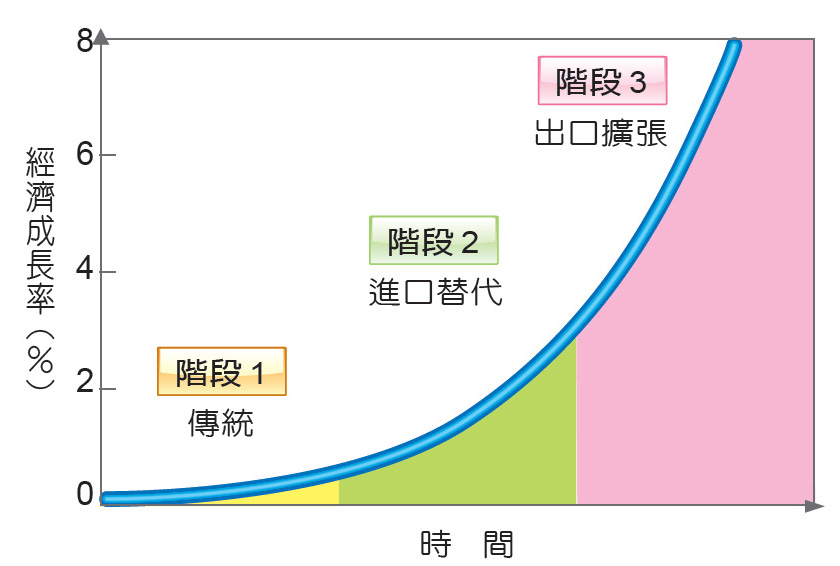 8
階段 3
出口擴張
6
經濟成長率（%）
階段 2
4
進口替代
階段 1
2
傳統
0
時 間